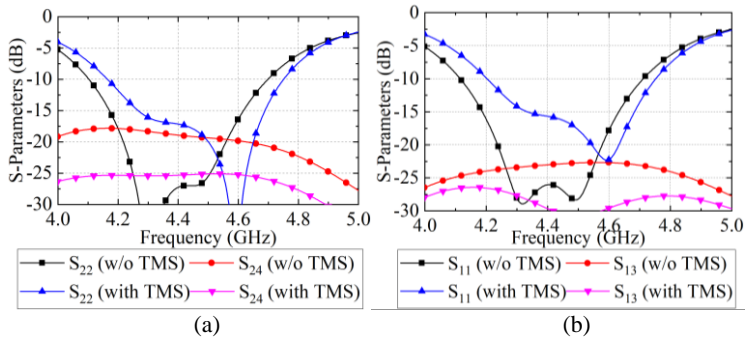 S-Parameters (dB)
-5
-10
-15
-20
-25
-30
4.0 4.2 4.4 4.6 4.8 5.0
Frequency (GHz)
S22 (w/o TMS) S24 (w/o TMS)
S22 (with TMS) S24 (with TMS)
(a)
S-Parameters (dB)
0
-5
-10
-15
-20
-25
-30
4.0 4.2 4.4 4.6 4.8 5.0
Frequency (GHz)
S11 (w/o TMS) S13 (w/o TMS)
S11 (with TMS) S13 (with TMS)
(b)